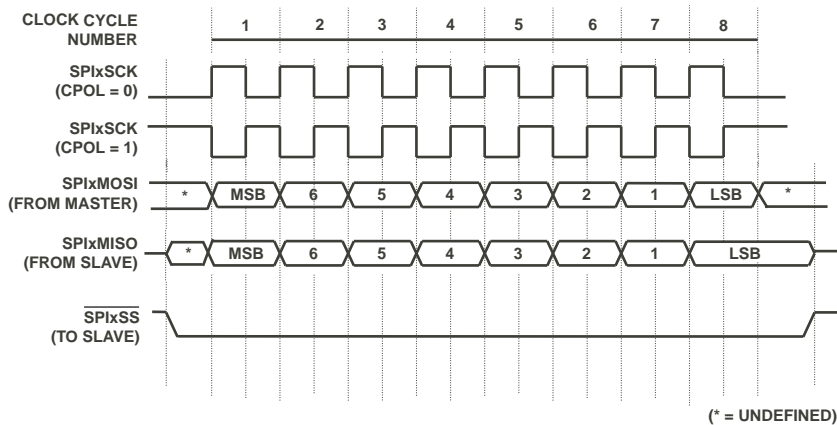 CLOCK CYCLE
NUMBER
1 2 3 4 5 6 7 8
SPIxSCK
(CPOL = 0)
SPIxSCK
(CPOL = 1)
SPIxMOSI
(FROM MASTER)
* MSB 6 5 4 3 2 1 LSB *
SPIxMISO
(FROM SLAVE)
* MSB 6 5 4 3 2 1 LSB
SPIxSS
(TO SLAVE)
(* = UNDEFINED)